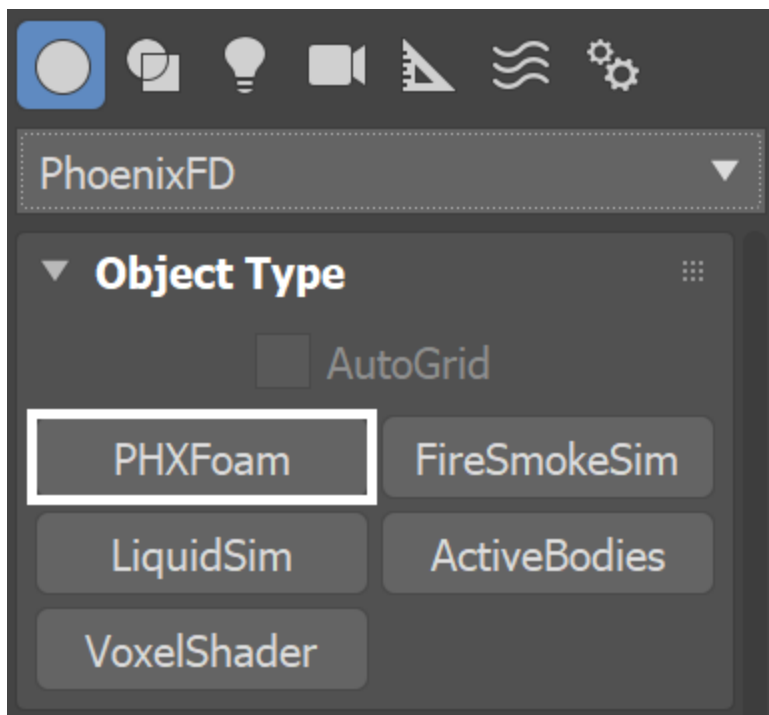 PhoenixFD
Object Type
AutoGrid
PHXFoam FireSmokeSim
LiquidSim ActiveBodies
VoxelShader